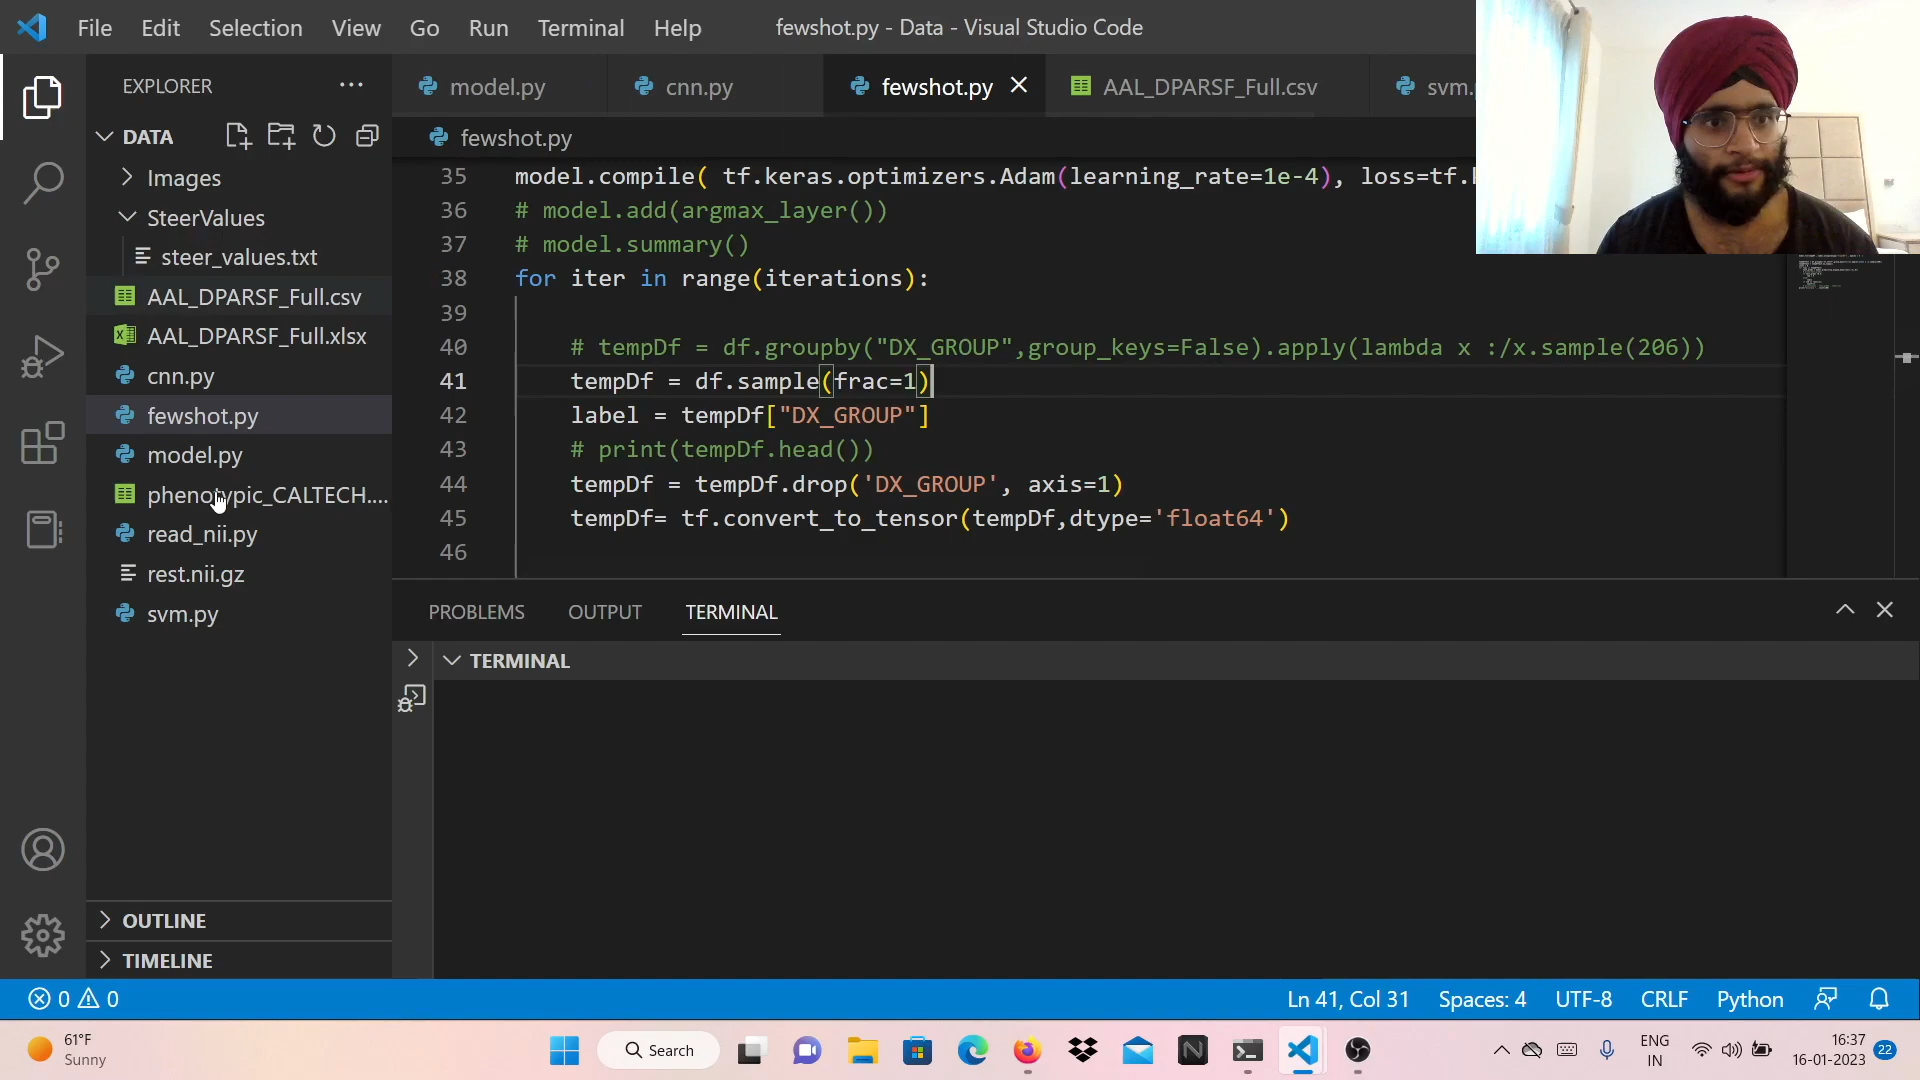 File Edit Selection View Go Run Terminal Help
fewshot.py - Data - Visual Studio Code
EXPLORER
DATA
Images
SteerValues
steer_values.txt
AAL_DPARSF_Full.csv
AAL_DPARSF_Full.xlsx
cnn.py
fewshot.py
model.py
phenotypic_CALTECH....
read_nii.py
rest.nii.gz
svm.py
OUTLINE
TIMELINE
model.py cnn.py fewshot.py AAL_DPARSF_Full.csv svm.
fewshot.py
35 model.compile( tf.keras.optimizers.Adam(learning_rate=1e-4), loss=tf.
36 # model.add(argmax_layer())
37 # model.summary()
38 for iter in range(iterations):
39
40 # tempDf = df.groupby("DX_GROUP",group_keys=False).apply(lambda x :/x.sample(206))
41 tempDf = df.sample(frac=1)
42 label = tempDf["DX_GROUP"]
43 # print(tempDf.head())
44 tempDf = tempDf.drop('DX_GROUP', axis=1)
45 tempDf= tf.convert_to_tensor(tempDf,dtype='float64')
46
PROBLEMS OUTPUT TERMINAL
TERMINAL
0 0
Ln 41, Col 31 Spaces: 4 UTF-8 CRLF Python
61°F
Sunny
Search
ENG
IN
16:37
16-01-2023
22